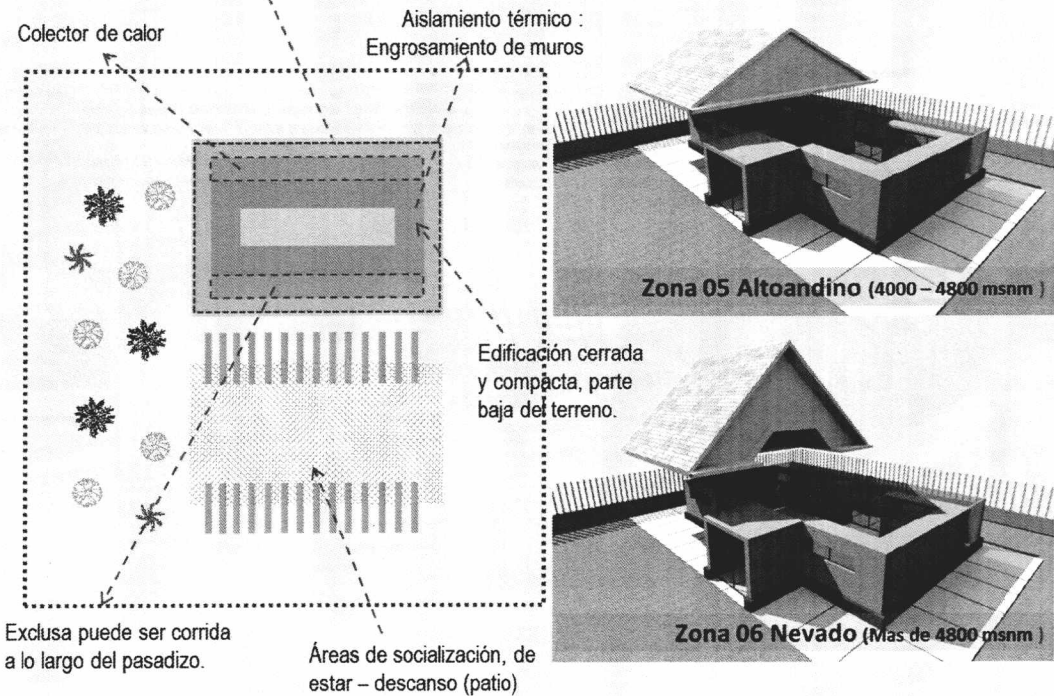 Colector de calor
Aislamiento térmico :
Engrosamiento de muros
Zona 05 Altoandino (4000 – 4800 msnm )
Edificación cerrada
y compacta, parte
baja del terreno.
Zona 06 Nevado (Mas de 4800 msnm )
Exclusa puede ser corrida
a lo largo del pasadizo.
Áreas de socialización, de
estar – descanso (patio)